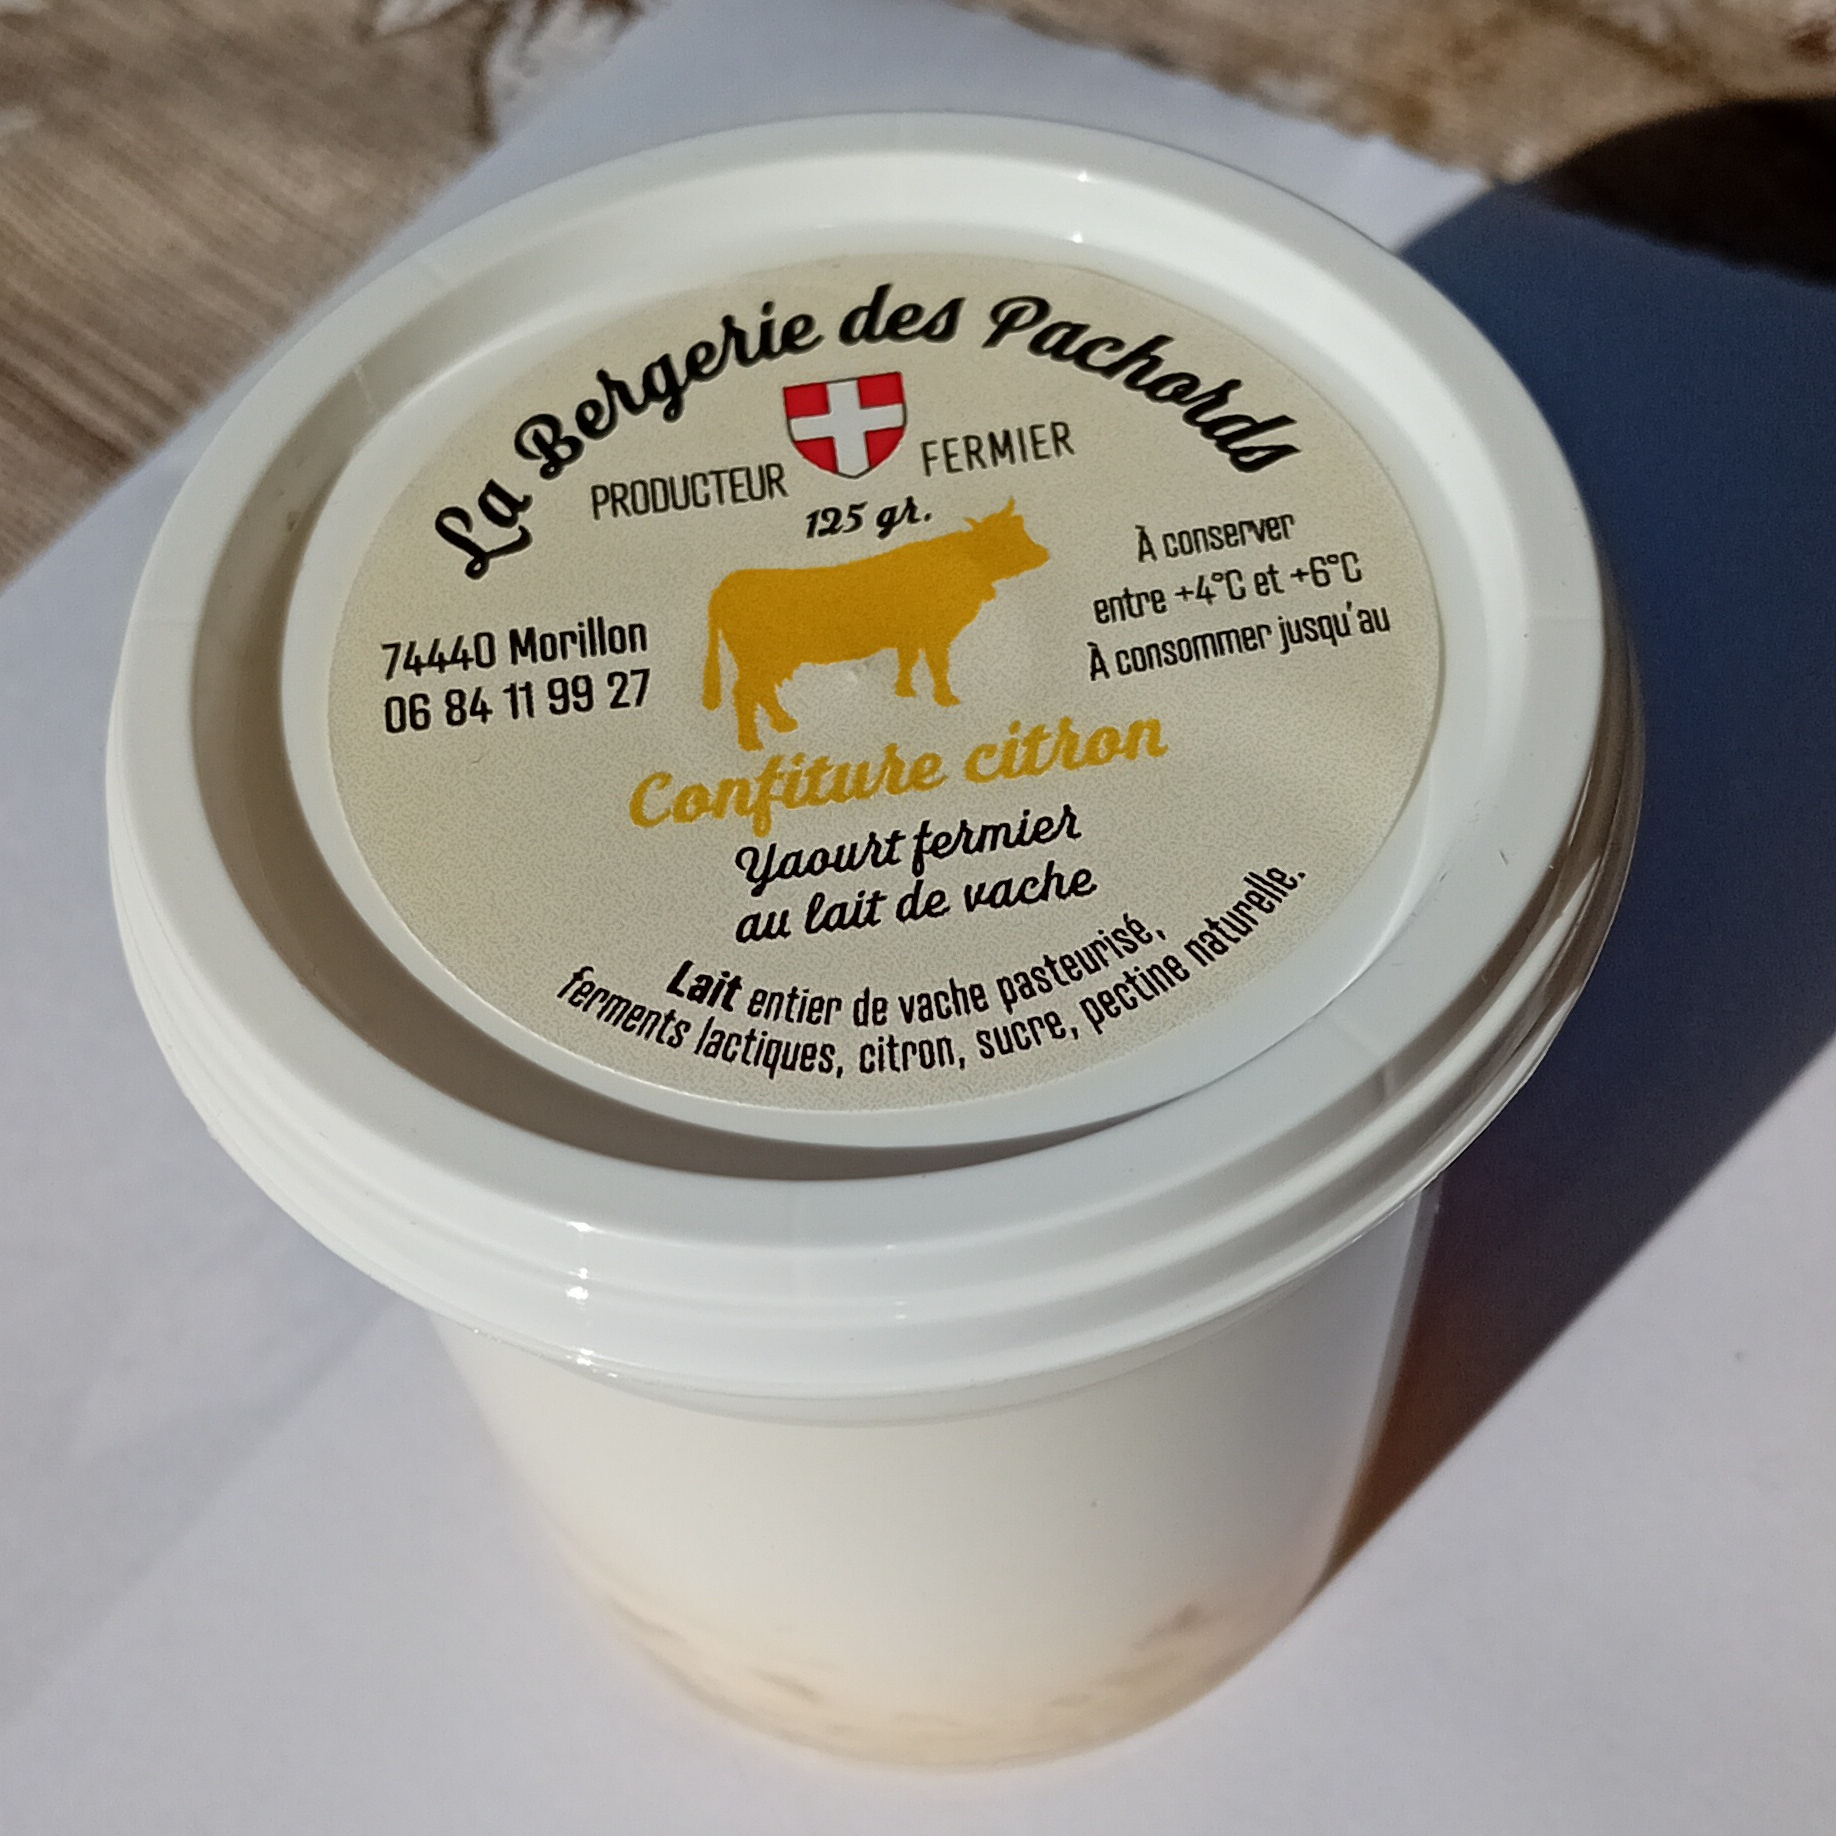 La Bergerie des Pachords
PRODUCTEUR FERMIER
125 gr.
74440 Morillon
06 84 11 99 27
À conserver
entre +4°C et +6°C
À consommer jusqu'au
Confiture citron
Yaourt fermier
au lait de vache
Lait entier de vache pasteurisé,
ferments lactiques, citron, sucre, pectine naturelle.